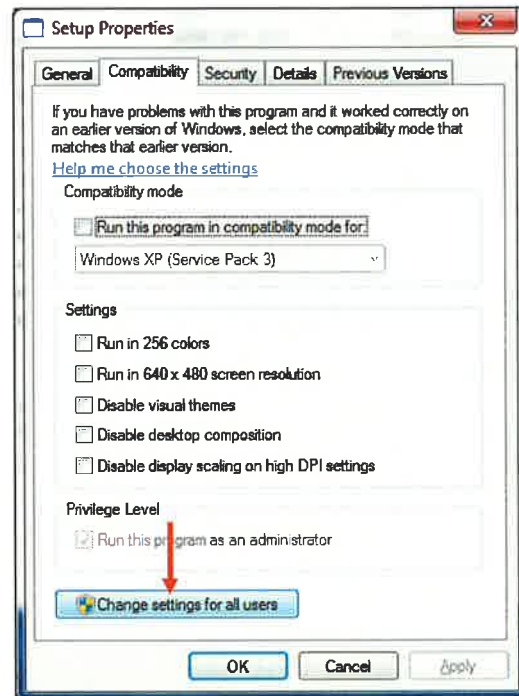 Setup Properties
General Compatibility Security Details Previous Versions
If you have problems with this program and it worked correctly on
an earlier version of Windows, select the compatibility mode that
matches that earlier version.
Help me choose the settings
Compatibility mode
Run this program in compatibility mode for:
Windows XP (Service Pack 3)
Settings
Run in 256 colors
Run in 640 x 480 screen resolution
Disable visual themes
Disable desktop composition
Disable display scaling on high DPI settings
Privilege Level
Run this program as an administrator
Change settings for all users
OK Cancel Apply